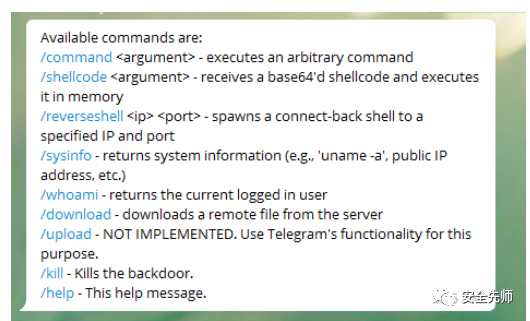 Available commands are:
/command <argument> - executes an arbitrary command
/shellcode <argument> - receives a base64'd shellcode and executes
it in memory
/reverseshell <ip> <port> - spawns a connect-back shell to a
specified IP and port
/sysinfo - returns system information (e.g., 'uname -a', public IP
address, etc.)
/whoami - returns the current logged in user
/download - downloads a remote file from the server
/upload - NOT IMPLEMENTED. Use Telegram's functionality for this
purpose.
/kill - Kills the backdoor.
/help - This help message.
安全先师